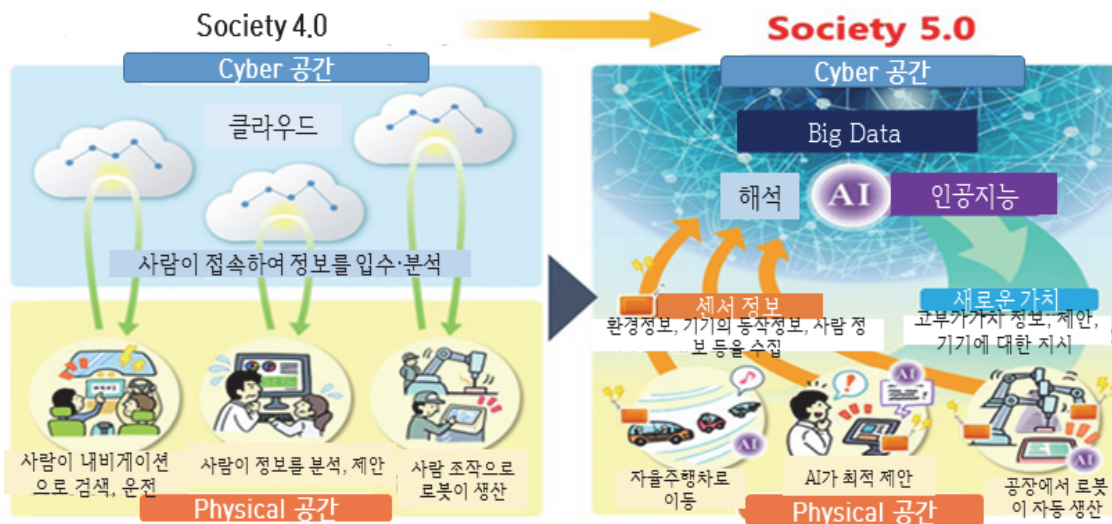 Society 4.0
Cyber 공간
클라우드
사람이 접속하여 정보를 입수·분석
사람이 내비게이션
으로 검색, 운전
사람이 정보를 분석, 제안
사람 조작으로
로봇이 생산
Physical 공간
Society 5.0
Cyber 공간
Big Data
해석
AI
인공지능
센서 정보
환경정보, 기기의 동작정보, 사람 정
보 등을 수집
새로운 가치
고부가가치 정보, 제안,
기기에 대한 지시
AI
AI
AI
자율주행차로
이동
AI가 최적 제안
공장에서 로봇
이 자동 생산
Physical 공간